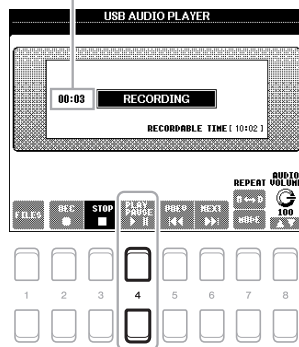 USB AUDIO PLAYER
00:03 RECORDING
RECORDABLE TIME [ 10:02 ]
REPEAT AUDIO VOLUME
FILES REC STOP PLAY PAUSE PREV NEXT 100
MODE
1 2 3 4 5 6 7 8